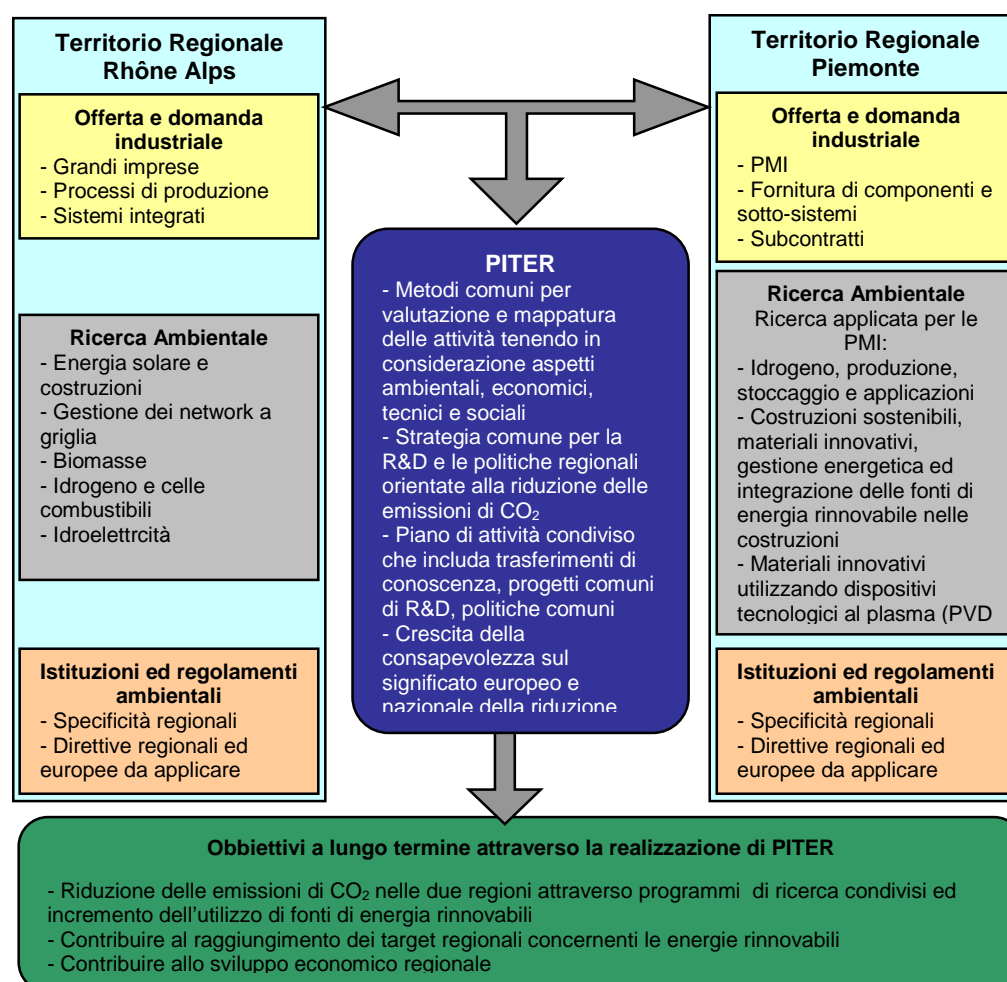 Territorio Regionale
Rhône Alps
Offerta e domanda
industriale
- Grandi imprese
- Processi di produzione
- Sistemi integrati
Ricerca Ambientale
- Energia solare e
costruzioni
- Gestione dei network a
griglia
- Biomasse
- Idrogeno e celle
combustibili
- Idroelettrcità
Istituzioni ed regolamenti
ambientali
- Specificità regionali
- Direttive regionali ed
europee da applicare
PITER
- Metodi comuni per
valutazione e mappatura
delle attività tenendo in
considerazione aspetti
ambientali, economici,
tecnici e sociali
- Strategia comune per la
R&D e le politiche regionali
orientate alla riduzione delle
emissioni di CO₂
- Piano di attività condiviso
che includa trasferimenti di
conoscenza, progetti comuni
di R&D, politiche comuni
- Crescita della
consapevolezza sul
significato europeo e
nazionale della riduzione
Territorio Regionale
Piemonte
Offerta e domanda
industriale
- PMI
- Fornitura di componenti e
sotto-sistemi
- Subcontratti
Ricerca Ambientale
Ricerca applicata per le
PMI:
- Idrogeno, produzione,
stoccaggio e applicazioni
- Costruzioni sostenibili,
materiali innovativi,
gestione energetica ed
integrazione delle fonti di
energia rinnovabile nelle
costruzioni
- Materiali innovativi
utilizzando dispositivi
tecnologici al plasma (PVD
Istituzioni ed regolamenti
ambientali
- Specificità regionali
- Direttive regionali ed
europee da applicare
Obbiettivi a lungo termine attraverso la realizzazione di PITER
- Riduzione delle emissioni di CO₂ nelle due regioni attraverso programmi di ricerca condivisi ed
incremento dell'utilizzo di fonti di energia rinnovabili
- Contribuire al raggiungimento dei target regionali concernenti le energie rinnovabili
- Contribuire allo sviluppo economico regionale